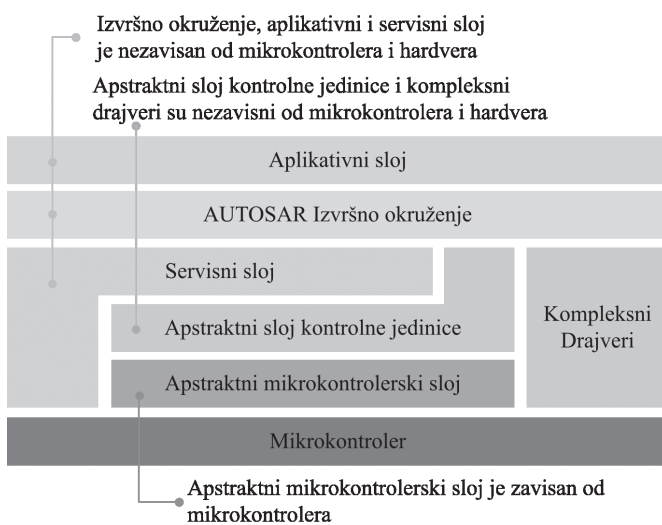 Izvršno okruženje, aplikativni i servisni sloj
je nezavisan od mikrokontrolera i hardvera
Apstraktni sloj kontrolne jedinice i kompleksni
drajveri su nezavisni od mikrokontrolera i hardvera
Aplikativni sloj
AUTOSAR Izvršno okruženje
Servisni sloj
Apstraktni sloj kontrolne jedinice
Kompleksni
Drajveri
Apstraktni mikrokontrolerski sloj
Mikrokontroler
Apstraktni mikrokontrolerski sloj je zavisan od
mikrokontrolera